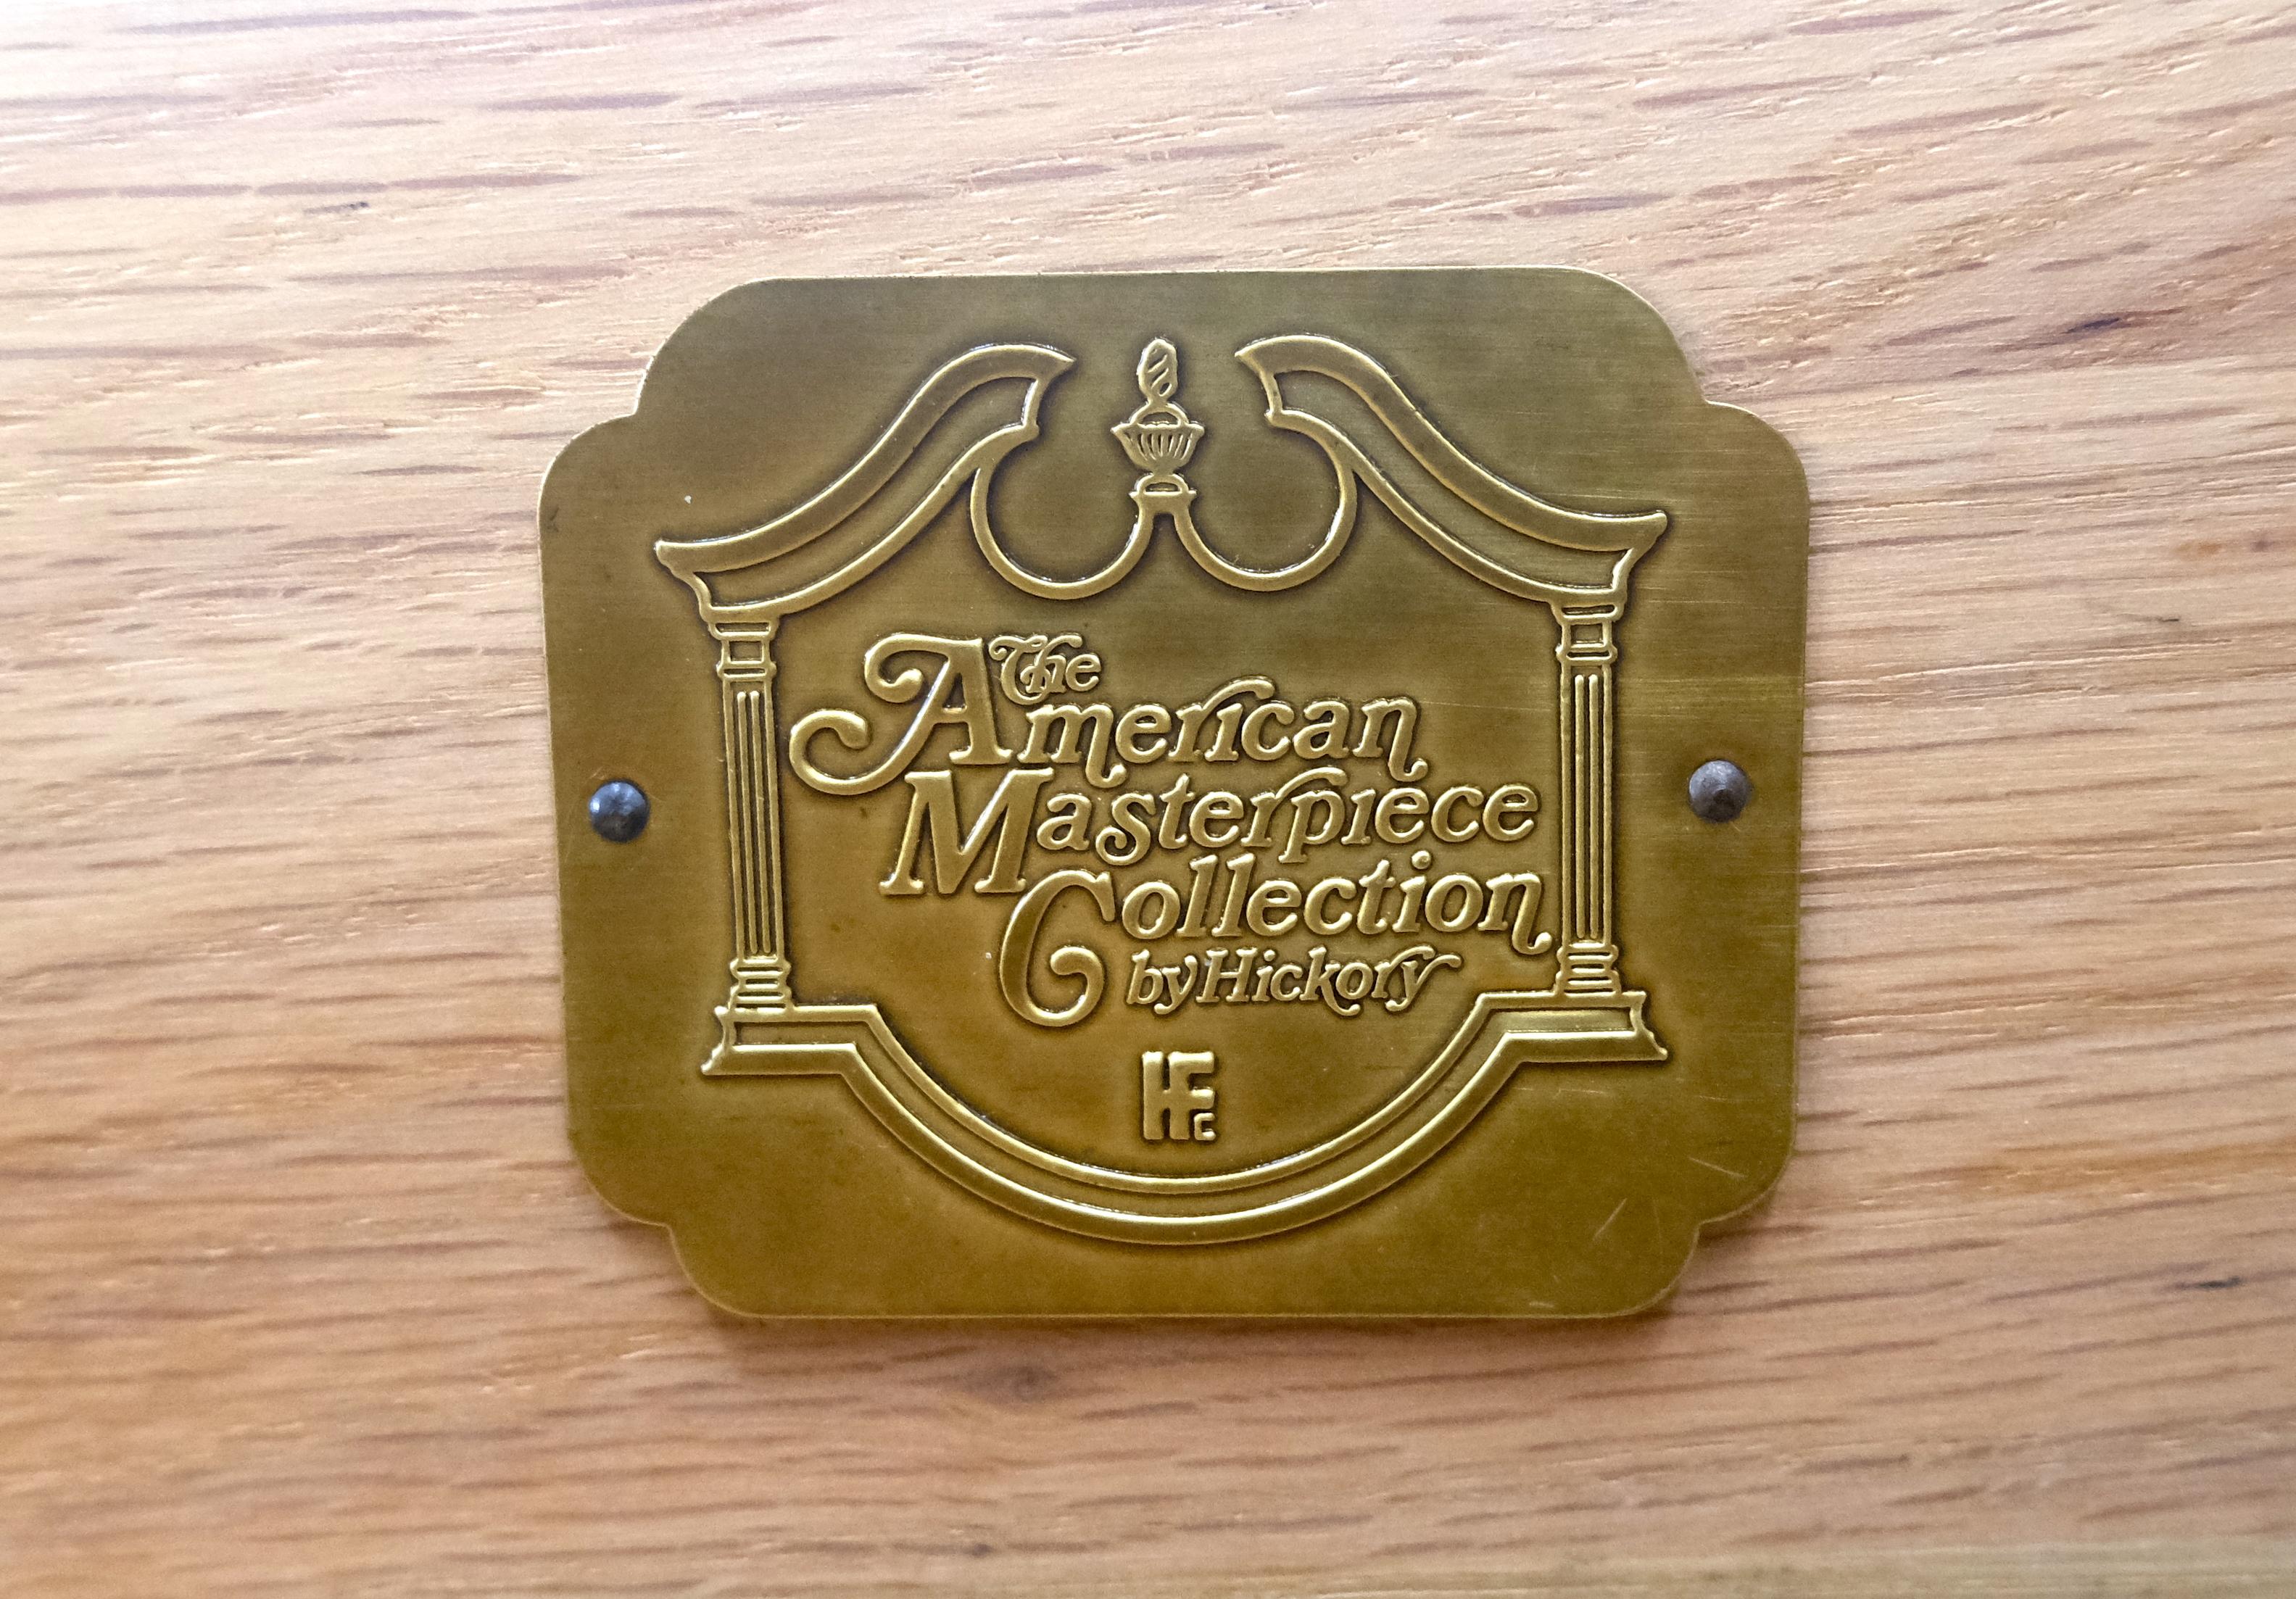 The
American
Masterpiece
Collection
by Hickory
HFC